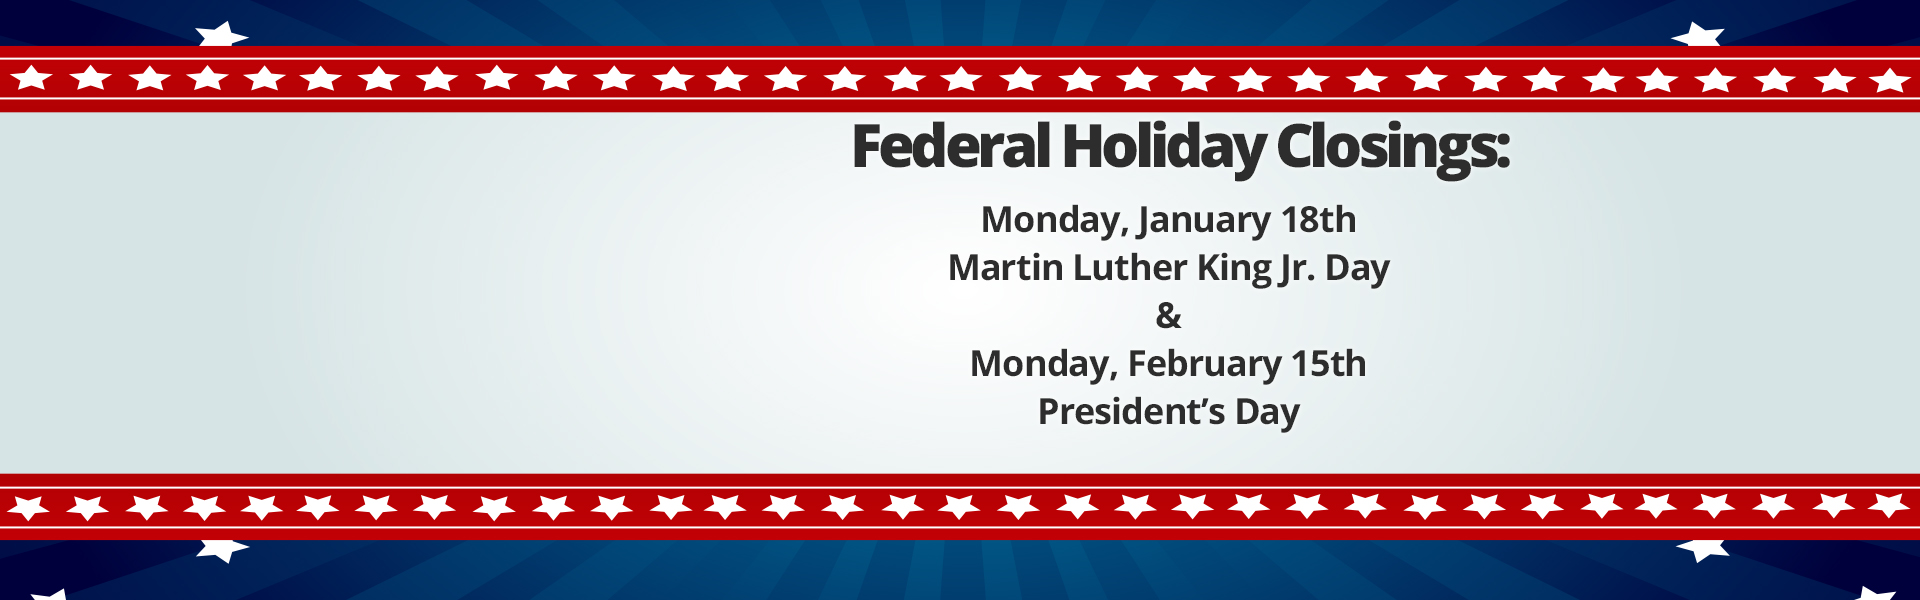 Federal Holiday Closings:
Monday, January 18th
Martin Luther King Jr. Day
&
Monday, February 15th
President’s Day